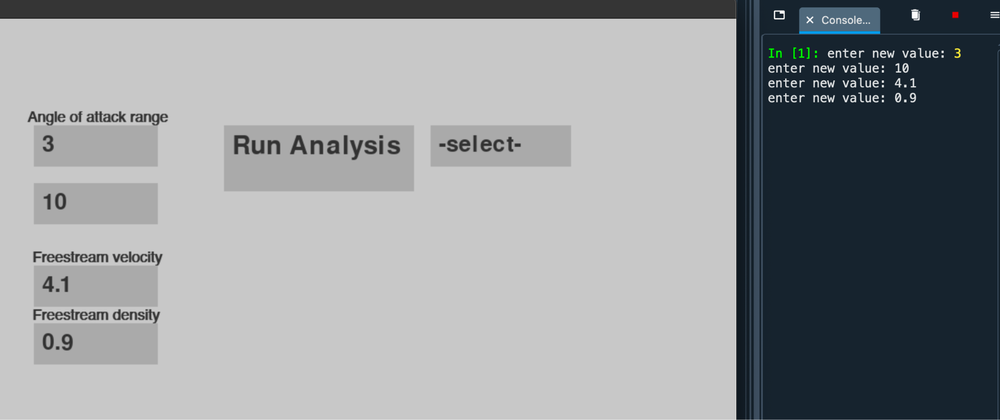 Angle of attack range
3
10
Freestream velocity
4.1
Freestream density
0.9
Run Analysis
-select-
Console...
In [1]: enter new value: 3
enter new value: 10
enter new value: 4.1
enter new value: 0.9